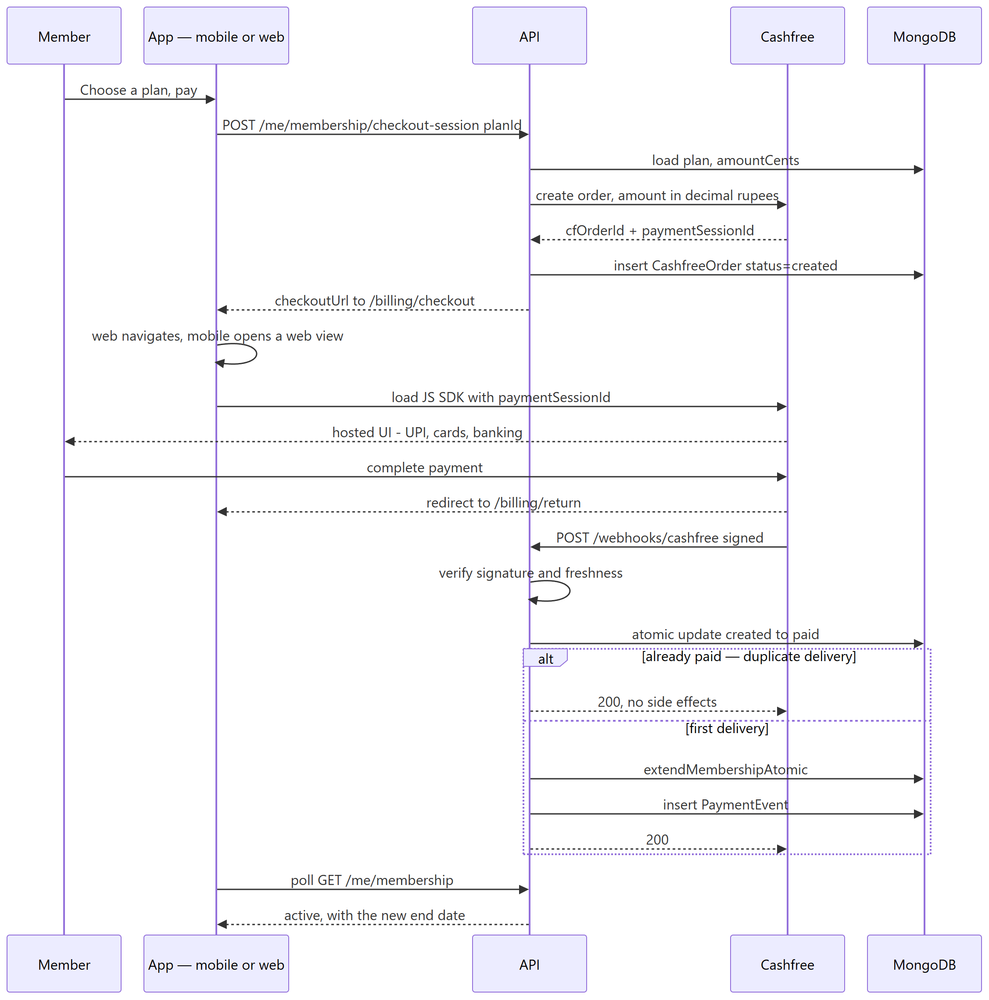 Member
App — mobile or web
API
Cashfree
MongoDB
Choose a plan, pay
POST /me/membership/checkout-session planId
load plan, amountCents
create order, amount in decimal rupees
cfOrderId + paymentSessionId
insert CashfreeOrder status=created
checkoutUrl to /billing/checkout
web navigates, mobile opens a web view
load JS SDK with paymentSessionId
hosted UI - UPI, cards, banking
complete payment
redirect to /billing/return
POST /webhooks/cashfree signed
verify signature and freshness
atomic update created to paid
alt
[already paid — duplicate delivery]
200, no side effects
[first delivery]
extendMembershipAtomic
insert PaymentEvent
200
poll GET /me/membership
active, with the new end date
Member
App — mobile or web
API
Cashfree
MongoDB